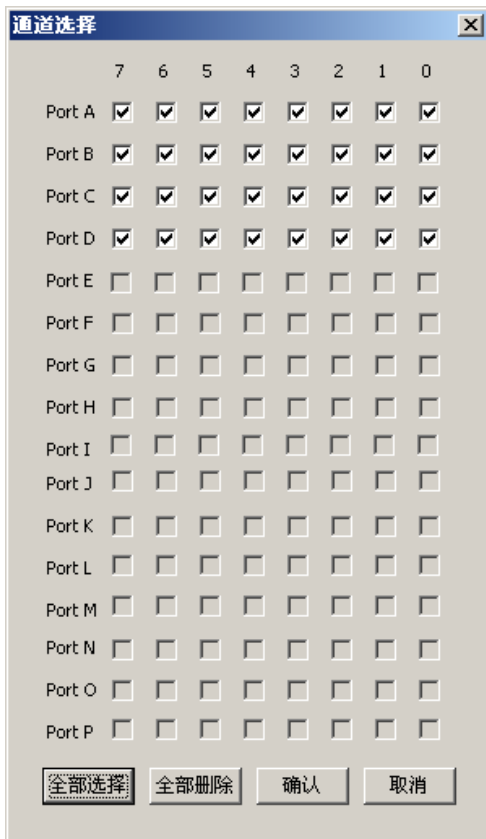 通道选择
7 6 5 4 3 2 1 0
Port A
Port B
Port C
Port D
Port E
Port F
Port G
Port H
Port I
Port J
Port K
Port L
Port M
Port N
Port O
Port P
全部选择 全部删除 确认 取消